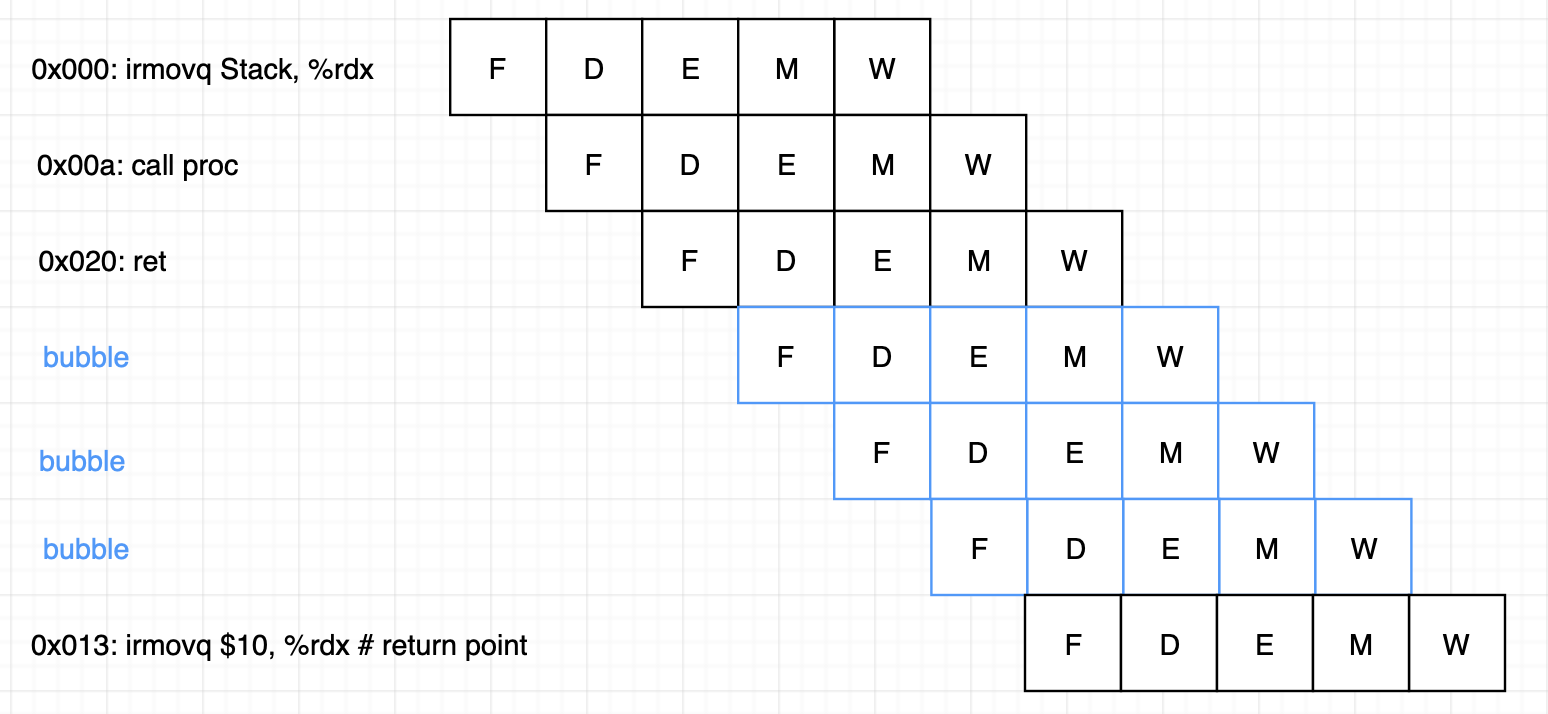 0x000: irmovq Stack, %rdx F D E M W
0x00a: call proc F D E M W
0x020: ret F D E M W
bubble F D E M W
bubble F D E M W
bubble F D E M W
0x013: irmovq $10, %rdx # return point F D E M W